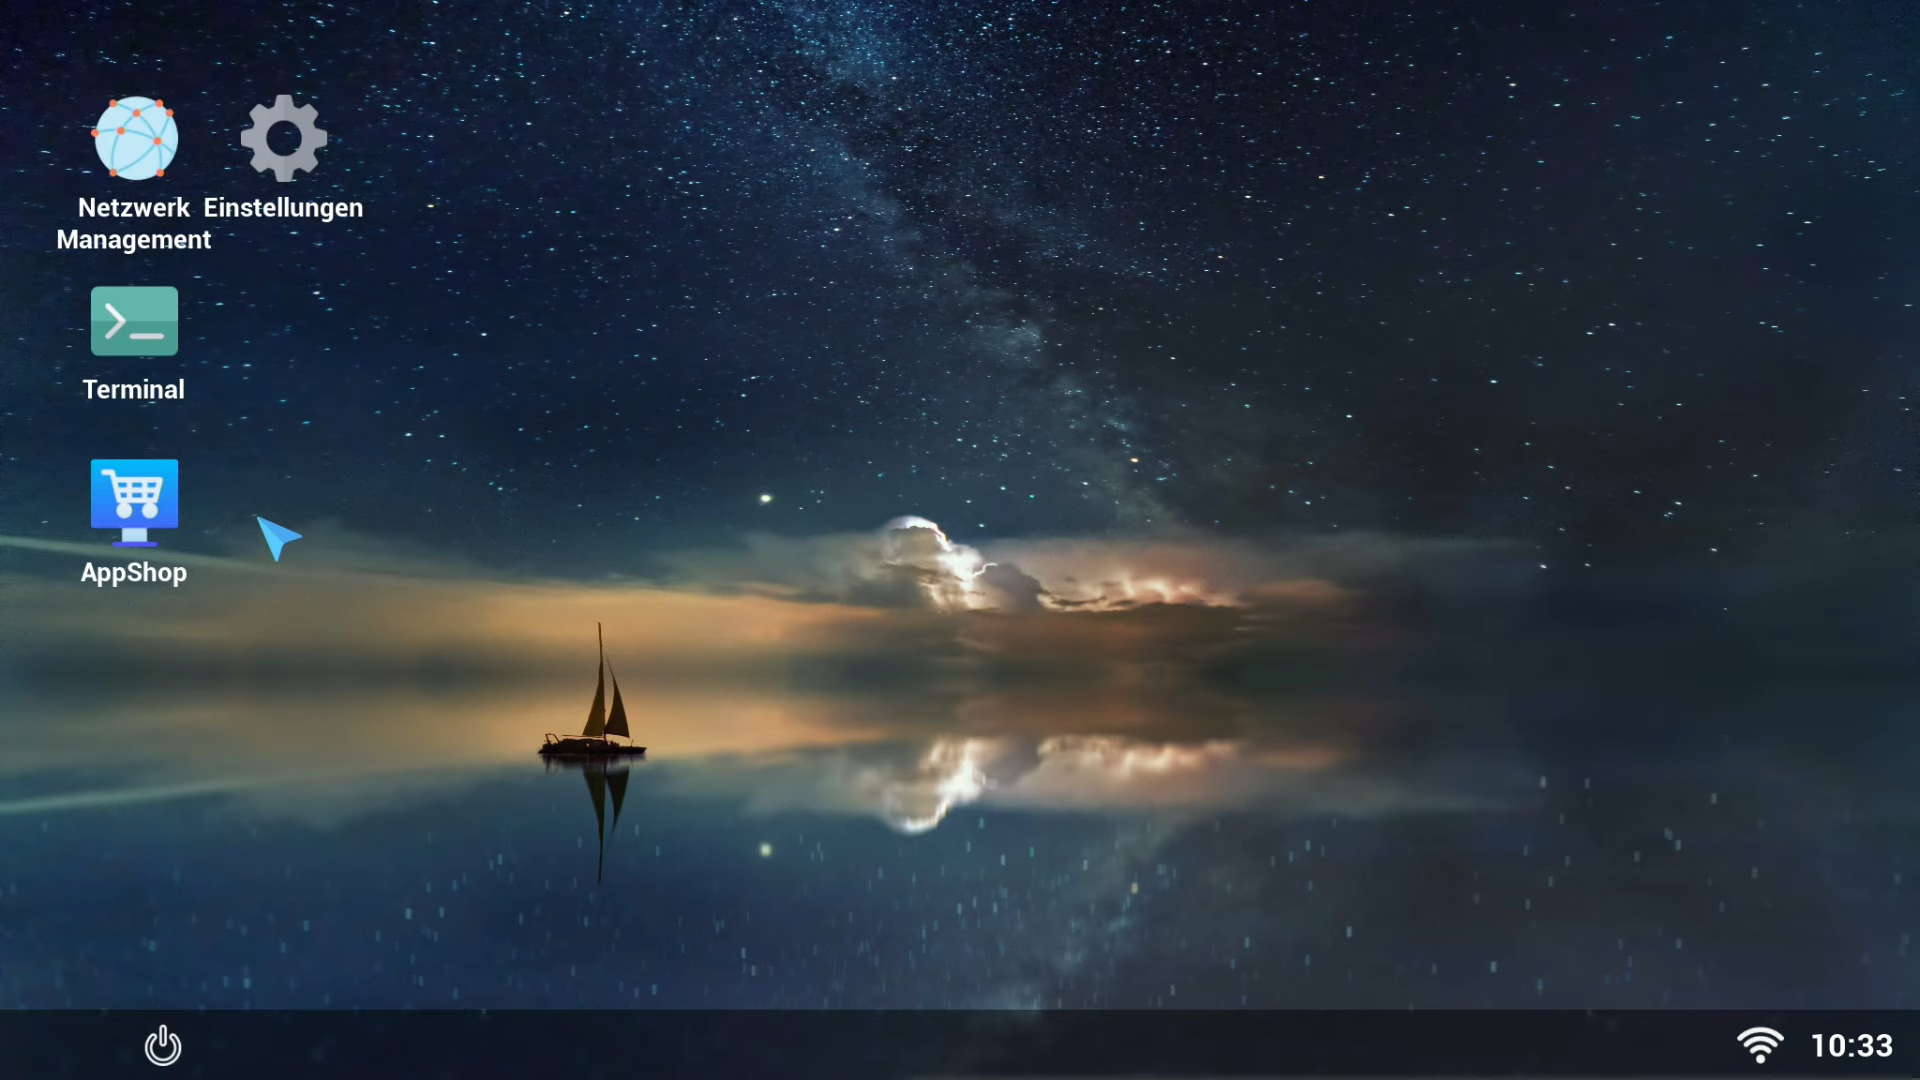 Netzwerk
Management
Einstellungen
Terminal
AppShop
10:33